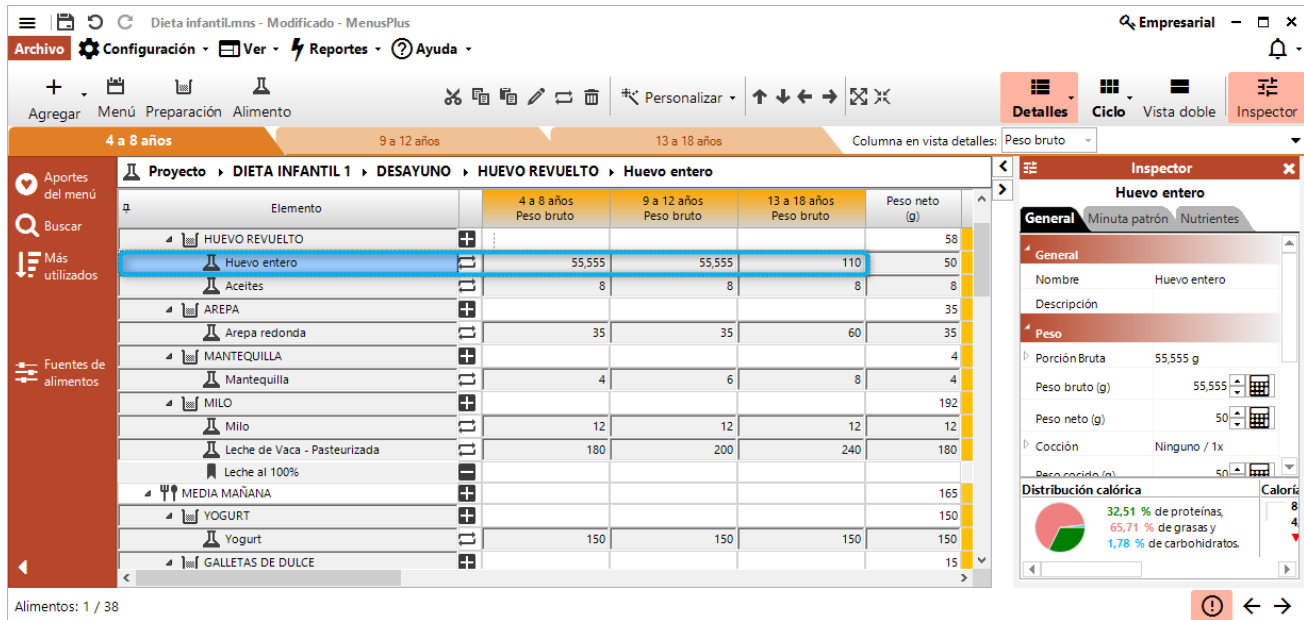 Dieta infantil.mns - Modificado - MenusPlus
Empresarial
Archivo Configuración Ver Reportes Ayuda
Agregar Menú Preparación Alimento
Personalizar
Detalles Ciclo Vista doble Inspector
4 a 8 años
9 a 12 años
13 a 18 años
Columna en vista detalles: Peso bruto
Aportes
del menú
Buscar
Más
utilizados
Fuentes de
alimentos
Proyecto DIETA INFANTIL 1 DESAYUNO HUEVO REVUELTO Huevo entero
Elemento
4 a 8 años
Peso bruto
9 a 12 años
Peso bruto
13 a 18 años
Peso bruto
Peso neto
(g)
HUEVO REVUELTO 58
Huevo entero 55,555 55,555 110 50
Aceites 8 8 8 8
AREPA 35
Arepa redonda 35 35 60 35
MANTEQUILLA 4
Mantequilla 4 6 8 4
MILO 192
Milo 12 12 12 12
Leche de Vaca - Pasteurizada 180 200 240 180
Leche al 100%
MEDIA MAÑANA 165
YOGURT 150
Yogurt 150 150 150 150
GALLETAS DE DULCE 15
Inspector
Huevo entero
General Minuta patrón Nutrientes
General
Nombre Huevo entero
Descripción
Peso
Porción Bruta 55,555 g
Peso bruto (g) 55,555
Peso neto (g) 50
Cocción Ninguno / 1x
Peso cocido (g) 50
Distribución calórica
32,51 % de proteínas,
65,71 % de grasas y
1,78 % de carbohidratos.
Alimentos: 1 / 38